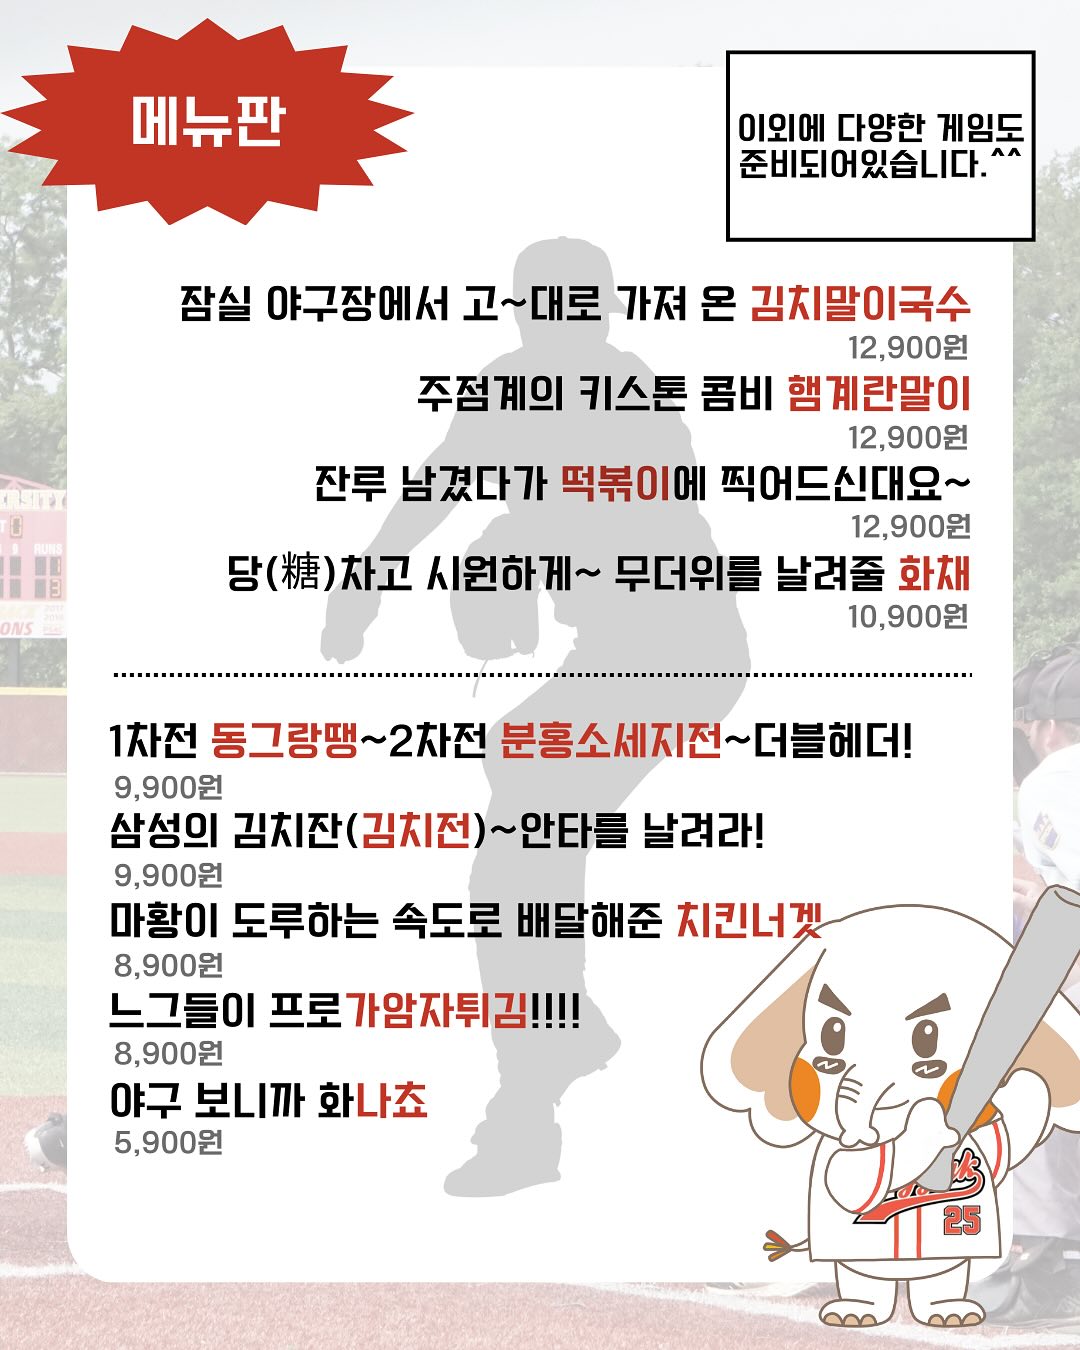 메뉴판
이외에 다양한 게임도
준비되어있습니다.^^
잠실 야구장에서 고~대로 가져 온 김치말이국수
12,900원
주점계의 키스톤 콤비 햄계란말이
12,900원
잔루 남겼다가 떡볶이에 찍어드신대요~
12,900원
당(糖)차고 시원하게~ 무더위를 날려줄 화채
10,900원
1차전 동그랑땡~2차전 분홍소세지전~더블헤더!
9,900원
삼성의 김치잔(김치전)~안타를 날려라!
9,900원
마황이 도루하는 속도로 배달해준 치킨너겟
8,900원
느그들이 프로가암자튀김!!!!
8,900원
야구 보니까 화나쵸
5,900원
25
RUNS
ONS